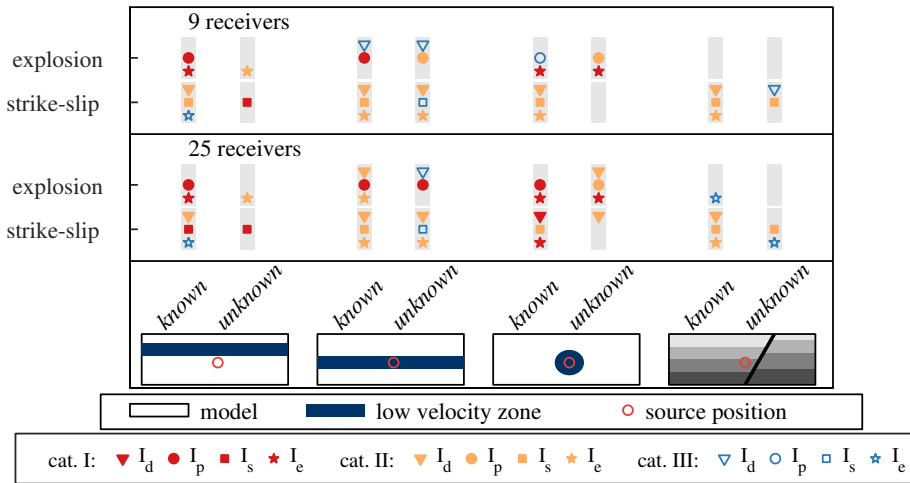 9 receivers
explosion
strike-slip
25 receivers
explosion
strike-slip
known unknown known unknown known unknown known unknown
model low velocity zone source position
cat. I: I_d I_p I_s I_e cat. II: I_d I_p I_s I_e cat. III: I_d I_p I_s I_e